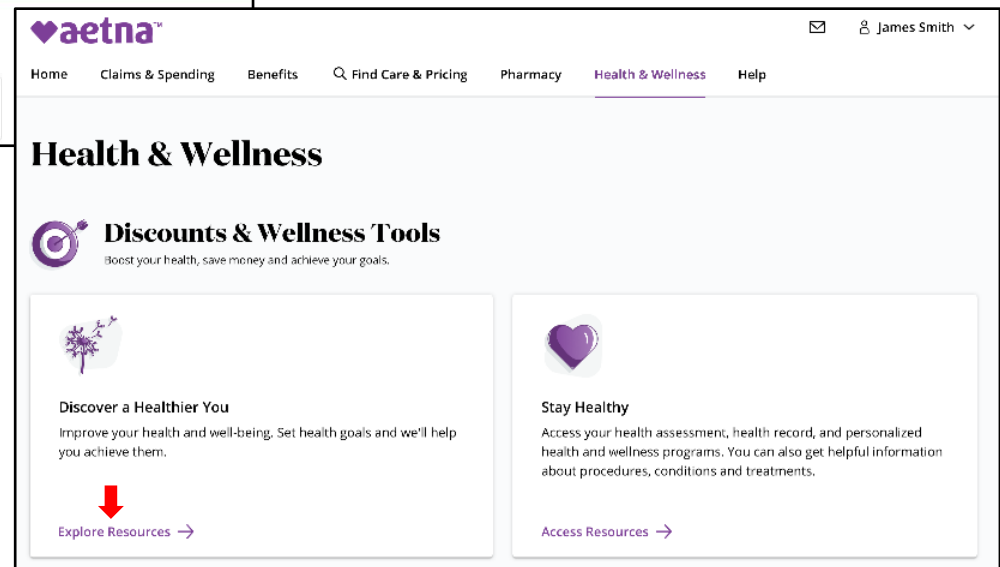 aetna™
James Smith
Home Claims & Spending Benefits Find Care & Pricing Pharmacy Health & Wellness Help
Health & Wellness
Discounts & Wellness Tools
Boost your health, save money and achieve your goals.
Discover a Healthier You
Improve your health and well-being. Set health goals and we'll help
you achieve them.
Explore Resources →
Stay Healthy
Access your health assessment, health record, and personalized
health and wellness programs. You can also get helpful information
about procedures, conditions and treatments.
Access Resources →